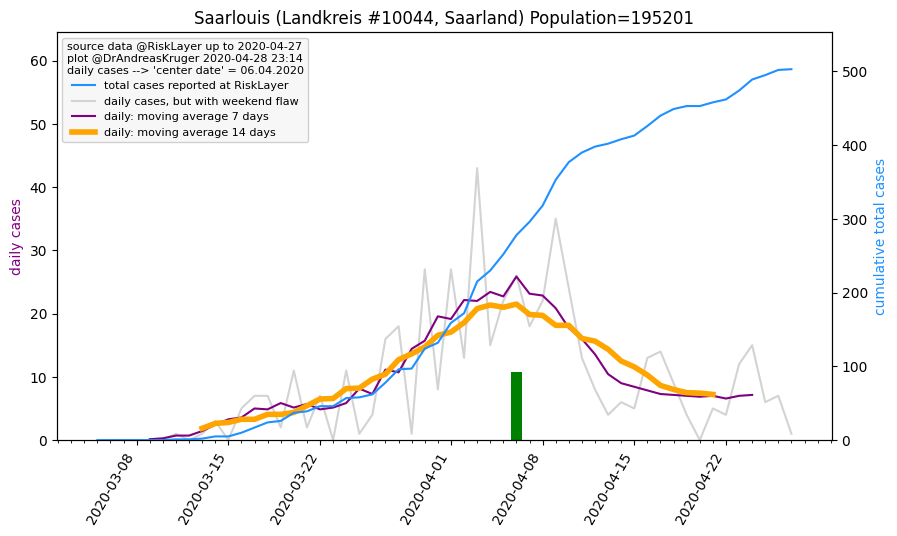 Saarlouis (Landkreis #10044, Saarland) Population=195201
source data @RiskLayer up to 2020-04-27
plot @DrAndreasKruger 2020-04-28 23:14
daily cases --> 'center date' = 06.04.2020
total cases reported at RiskLayer
daily cases, but with weekend flaw
daily: moving average 7 days
daily: moving average 14 days
daily cases
60
50
40
30
20
10
0
cumulative total cases
500
400
300
200
100
0
2020-03-08
2020-03-15
2020-03-22
2020-04-01
2020-04-08
2020-04-15
2020-04-22